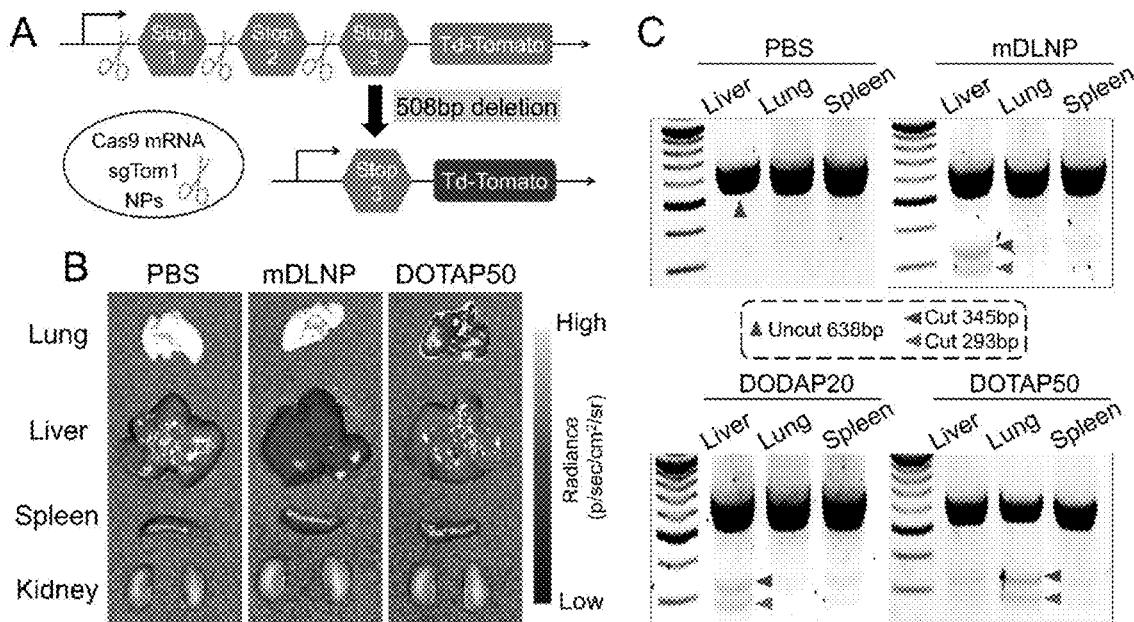 A
Stop 1
Stop 2
Stop 3
Td-Tomato
508bp deletion
Cas9 mRNA
sgTom1
NPs
Stop
Td-Tomato
B
PBS
mDLNP
DOTAP50
Lung
Liver
Spleen
Kidney
High
Radiance
(p/sec/cm²/sr)
Low
C
PBS
mDLNP
Liver Lung Spleen
Liver Lung Spleen
Uncut 638bp
Cut 345bp
Cut 293bp
DODAP20
DOTAP50
Liver Lung Spleen
Liver Lung Spleen